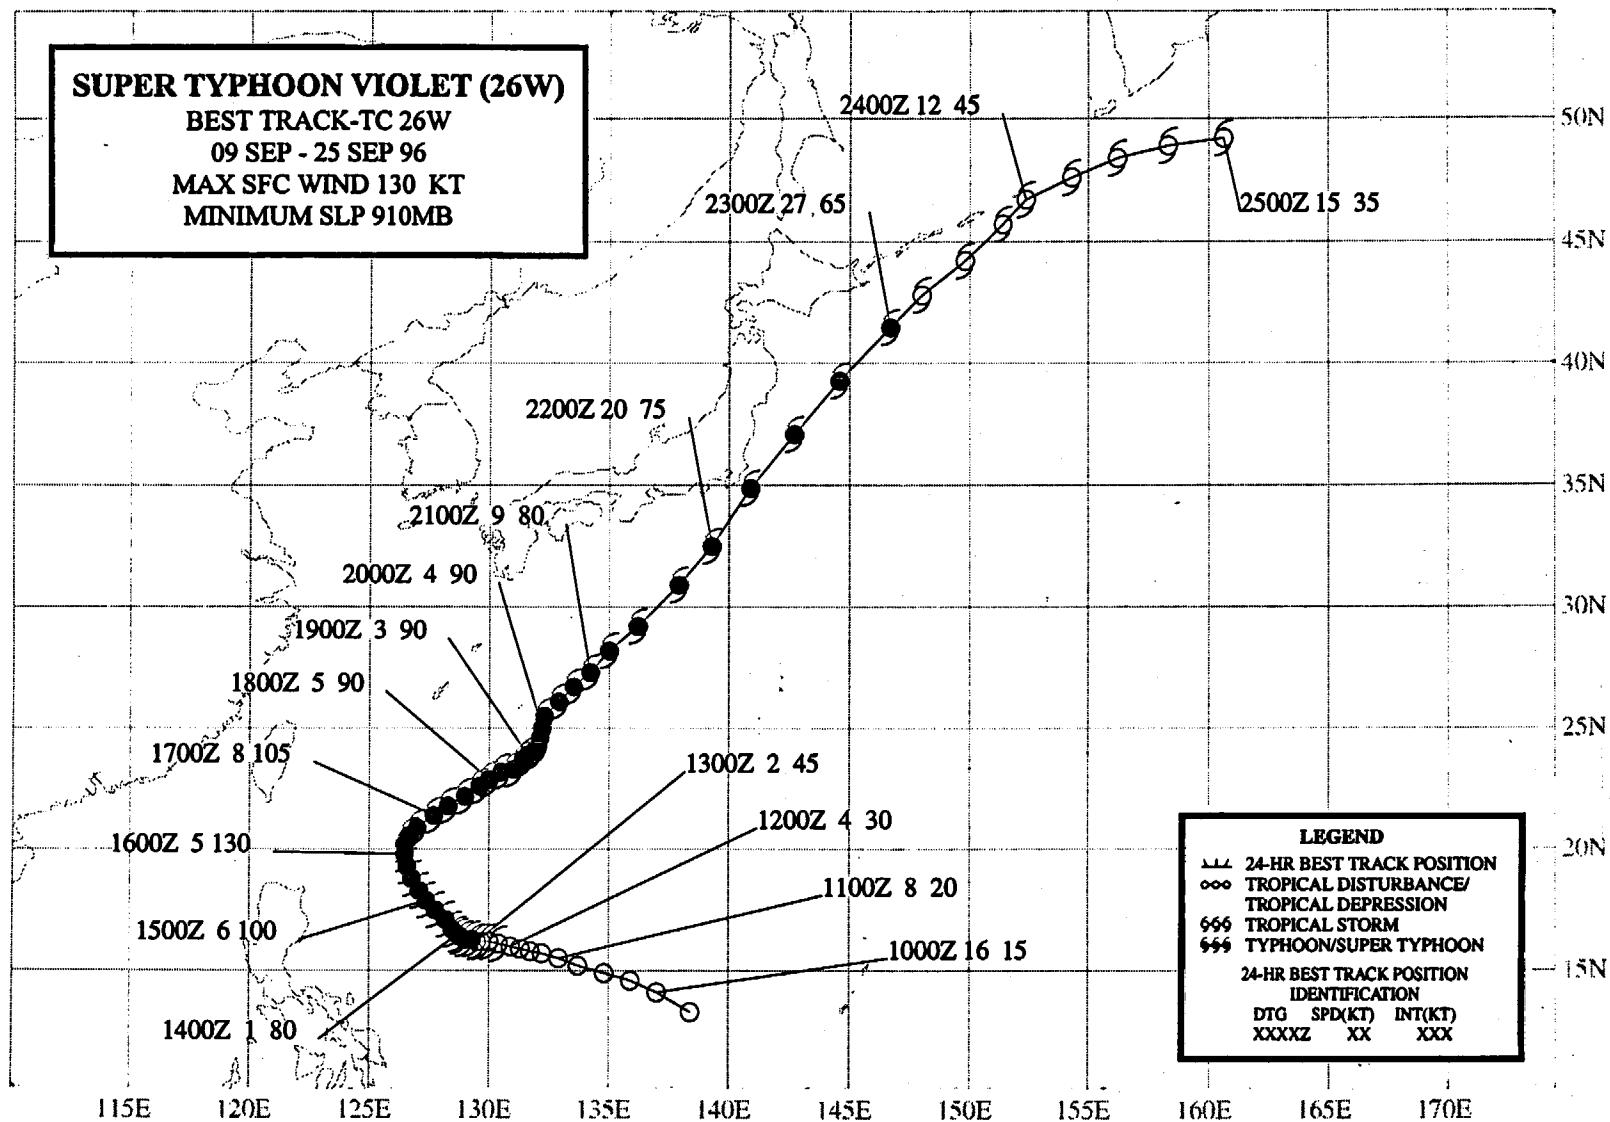 SUPER TYPHOON VIOLET (26W)
BEST TRACK-TC 26W
09 SEP - 25 SEP 96
MAX SFC WIND 130 KT
MINIMUM SLP 910MB
2400Z 12 45
50N
2300Z 27 65
2500Z 15 35
45N
40N
2200Z 20 75
35N
2100Z 9 80
2000Z 4 90
30N
1900Z 3 90
1800Z 5 90
25N
1700Z 8 105
1300Z 2 45
1200Z 4 30
1600Z 5 130
20N
1100Z 8 20
1500Z 6 100
1000Z 16 15
15N
1400Z 1 80
LEGEND
24-HR BEST TRACK POSITION
TROPICAL DISTURBANCE/
TROPICAL DEPRESSION
TROPICAL STORM
TYPHOON/SUPER TYPHOON
24-HR BEST TRACK POSITION
IDENTIFICATION
DTG SPD(KT) INT(KT)
XXXXZ XX XXX
115E 120E 125E 130E 135E 140E 145E 150E 155E 160E 165E 170E